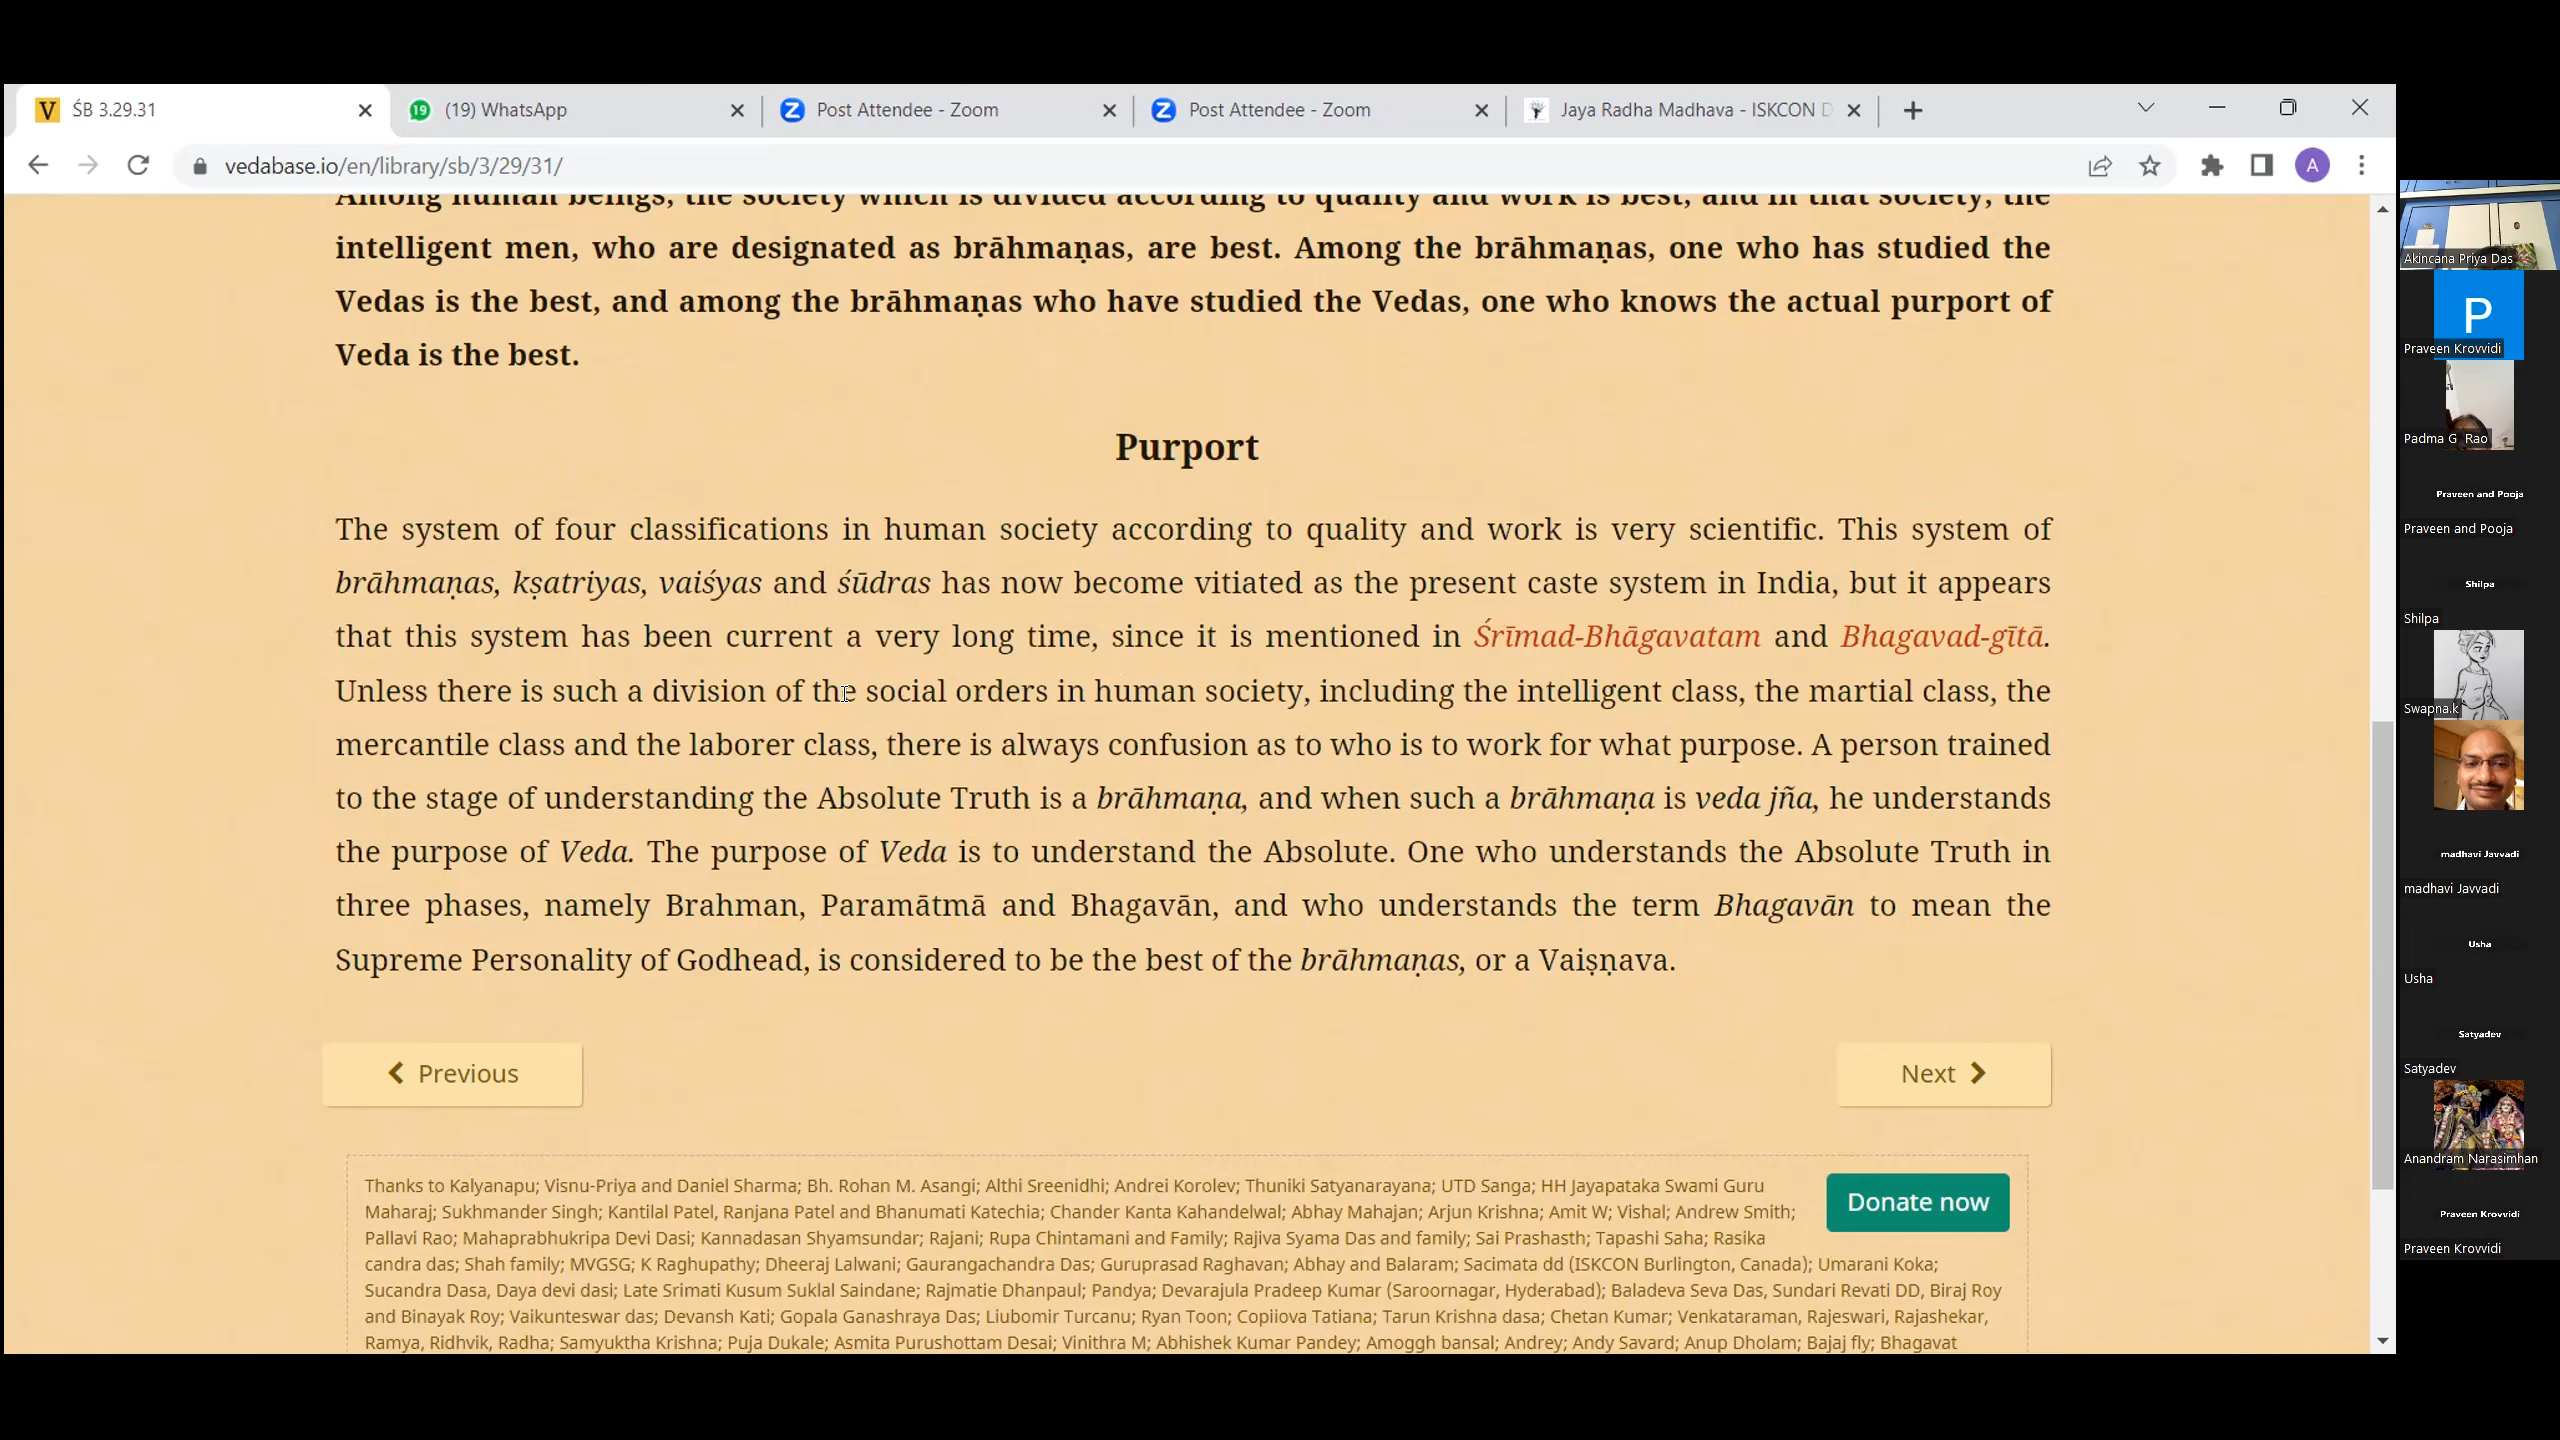 ŚB 3.29.31
(19) WhatsApp
Post Attendee - Zoom
Post Attendee - Zoom
Jaya Radha Madhava - ISKCON D
vedabase.io/en/library/sb/3/29/31/
Among human beings, the society which is divided according to quality and work is best, and in that society, the
intelligent men, who are designated as brāhmaṇas, are best. Among the brāhmaṇas, one who has studied the
Vedas is the best, and among the brāhmaṇas who have studied the Vedas, one who knows the actual purport of
Veda is the best.
Purport
The system of four classifications in human society according to quality and work is very scientific. This system of
brāhmaṇas, kṣatriyas, vaiśyas and śūdras has now become vitiated as the present caste system in India, but it appears
that this system has been current a very long time, since it is mentioned in Śrīmad-Bhāgavatam and Bhagavad-gītā.
Unless there is such a division of the social orders in human society, including the intelligent class, the martial class, the
mercantile class and the laborer class, there is always confusion as to who is to work for what purpose. A person trained
to the stage of understanding the Absolute Truth is a brāhmaṇa, and when such a brāhmaṇa is veda jña, he understands
the purpose of Veda. The purpose of Veda is to understand the Absolute. One who understands the Absolute Truth in
three phases, namely Brahman, Paramātmā and Bhagavān, and who understands the term Bhagavān to mean the
Supreme Personality of Godhead, is considered to be the best of the brāhmaṇas, or a Vaiṣṇava.
Previous
Next
Thanks to Kalyanapu; Visnu-Priya and Daniel Sharma; Bh. Rohan M. Asangi; Althi Sreenidhi; Andrei Korolev; Thuniki Satyanarayana; UTD Sanga; HH Jayapataka Swami Guru
Maharaj; Sukhmander Singh; Kantilal Patel, Ranjana Patel and Bhanumati Katechia; Chander Kanta Kahandelwal; Abhay Mahajan; Arjun Krishna; Amit W; Vishal; Andrew Smith;
Pallavi Rao; Mahaprabhukripa Devi Dasi; Kannadasan Shyamsundar; Rajani; Rupa Chintamani and Family; Rajiva Syama Das and family; Sai Prashasth; Tapashi Saha; Rasika
candra das; Shah family; MVGSG; K Raghupathy; Dheeraj Lalwani; Gaurangachandra Das; Guruprasad Raghavan; Abhay and Balaram; Sacimata dd (ISKCON Burlington, Canada); Umarani Koka;
Sucandra Dasa, Daya devi dasi; Late Srimati Kusum Suklal Saindane; Rajmatie Dhanpaul; Pandya; Devarajula Pradeep Kumar (Saroornagar, Hyderabad); Baladeva Seva Das, Sundari Revati DD, Biraj Roy
and Binayak Roy; Vaikunteswar das; Devansh Kati; Gopala Ganashraya Das; Liubomir Turcanu; Ryan Toon; Copiiova Tatiana; Tarun Krishna dasa; Chetan Kumar; Venkataraman, Rajeswari, Rajashekar,
Ramya, Ridhvik, Radha; Samyuktha Krishna; Puja Dukale; Asmita Purushottam Desai; Vinithra M; Abhishek Kumar Pandey; Amoggh bansal; Andrey; Andy Savard; Anup Dholam; Bajaj fly; Bhagavat
Donate now
Akincana Priya Das
P
Praveen Krovvidi
Padma G Rao
Praveen and Pooja
Praveen and Pooja
Shilpa
Shilpa
Swapna.k
madhavi Javvadi
madhavi Javvadi
Usha
Usha
Satyadev
Satyadev
Anandram Narasimhan
Praveen Krovvidi
Praveen Krovvidi
V
19
A